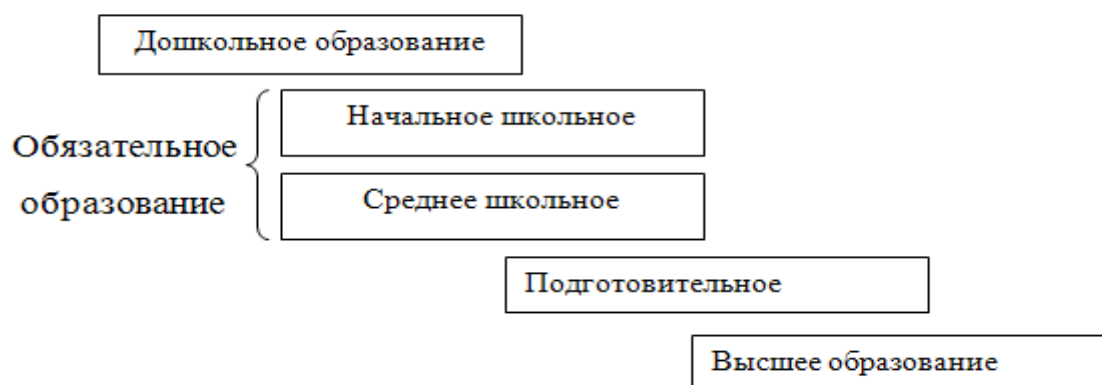 Дошкольное образование
Начальное школьное
Обязательное
образование
Среднее школьное
Подготовительное
Высшее образование